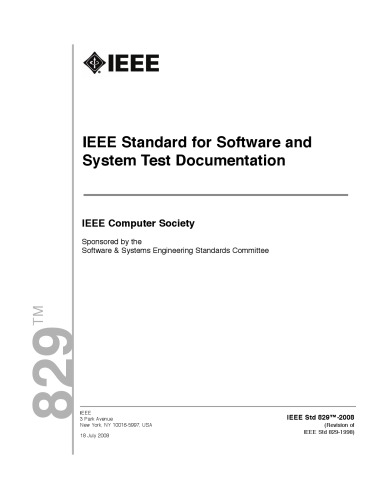 IEEE
IEEE Standard for Software and
System Test Documentation
IEEE Computer Society
Sponsored by the
Software & Systems Engineering Standards Committee
829™
IEEE
3 Park Avenue
New York, NY 10016-5997, USA
18 July 2008
IEEE Std 829™-2008
(Revision of
IEEE Std 829-1998)